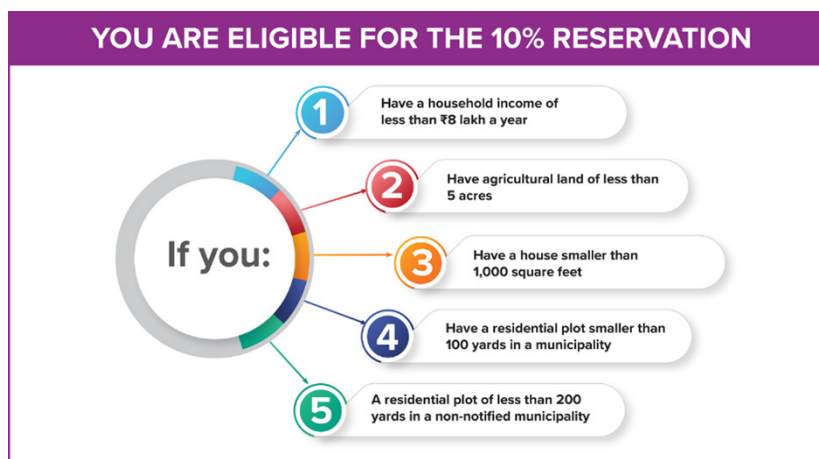 YOU ARE ELIGIBLE FOR THE 10% RESERVATION
If you:
1
Have a household income of
less than ₹8 lakh a year
2
Have agricultural land of less than
5 acres
3
Have a house smaller than
1,000 square feet
4
Have a residential plot smaller than
100 yards in a municipality
5
A residential plot of less than 200
yards in a non-notified municipality